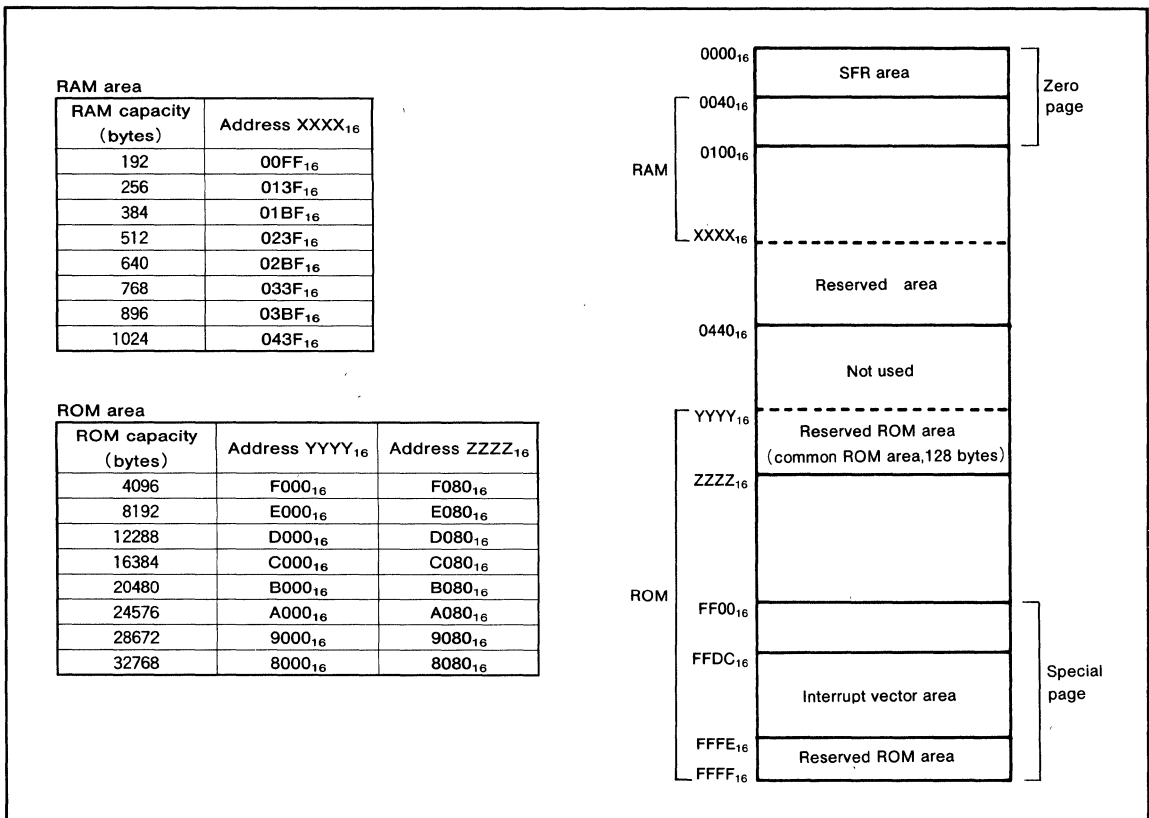 RAM area
RAM capacity (bytes) Address XXXX₁₆
192 00FF₁₆
256 013F₁₆
384 01BF₁₆
512 023F₁₆
640 02BF₁₆
768 033F₁₆
896 03BF₁₆
1024 043F₁₆
ROM area
ROM capacity (bytes) Address YYYY₁₆ Address ZZZZ₁₆
4096 F000₁₆ F080₁₆
8192 E000₁₆ E080₁₆
12288 D000₁₆ D080₁₆
16384 C000₁₆ C080₁₆
20480 B000₁₆ B080₁₆
24576 A000₁₆ A080₁₆
28672 9000₁₆ 9080₁₆
32768 8000₁₆ 8080₁₆
0000₁₆
SFR area
Zero
page
0040₁₆
0100₁₆
RAM
XXXX₁₆
Reserved area
0440₁₆
Not used
YYYY₁₆
Reserved ROM area
(common ROM area,128 bytes)
ZZZZ₁₆
ROM
FF00₁₆
FFDC₁₆
Special
page
Interrupt vector area
FFFE₁₆
Reserved ROM area
FFFF₁₆